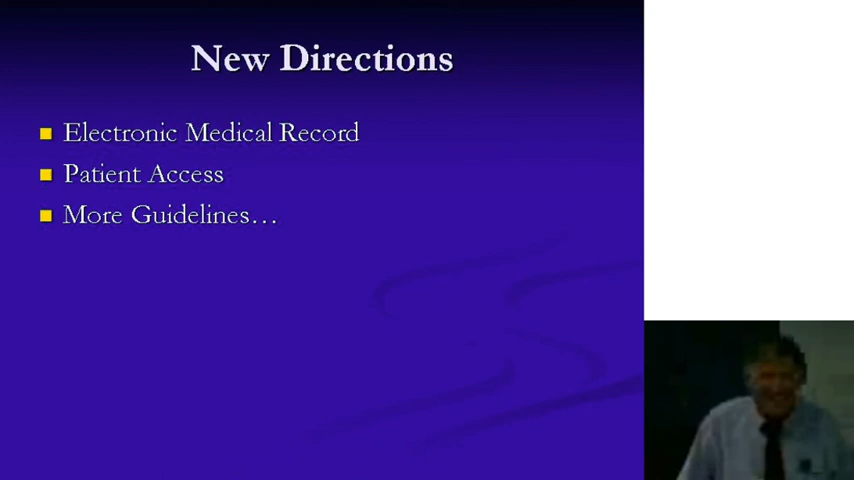 New Directions
Electronic Medical Record
Patient Access
More Guidelines…